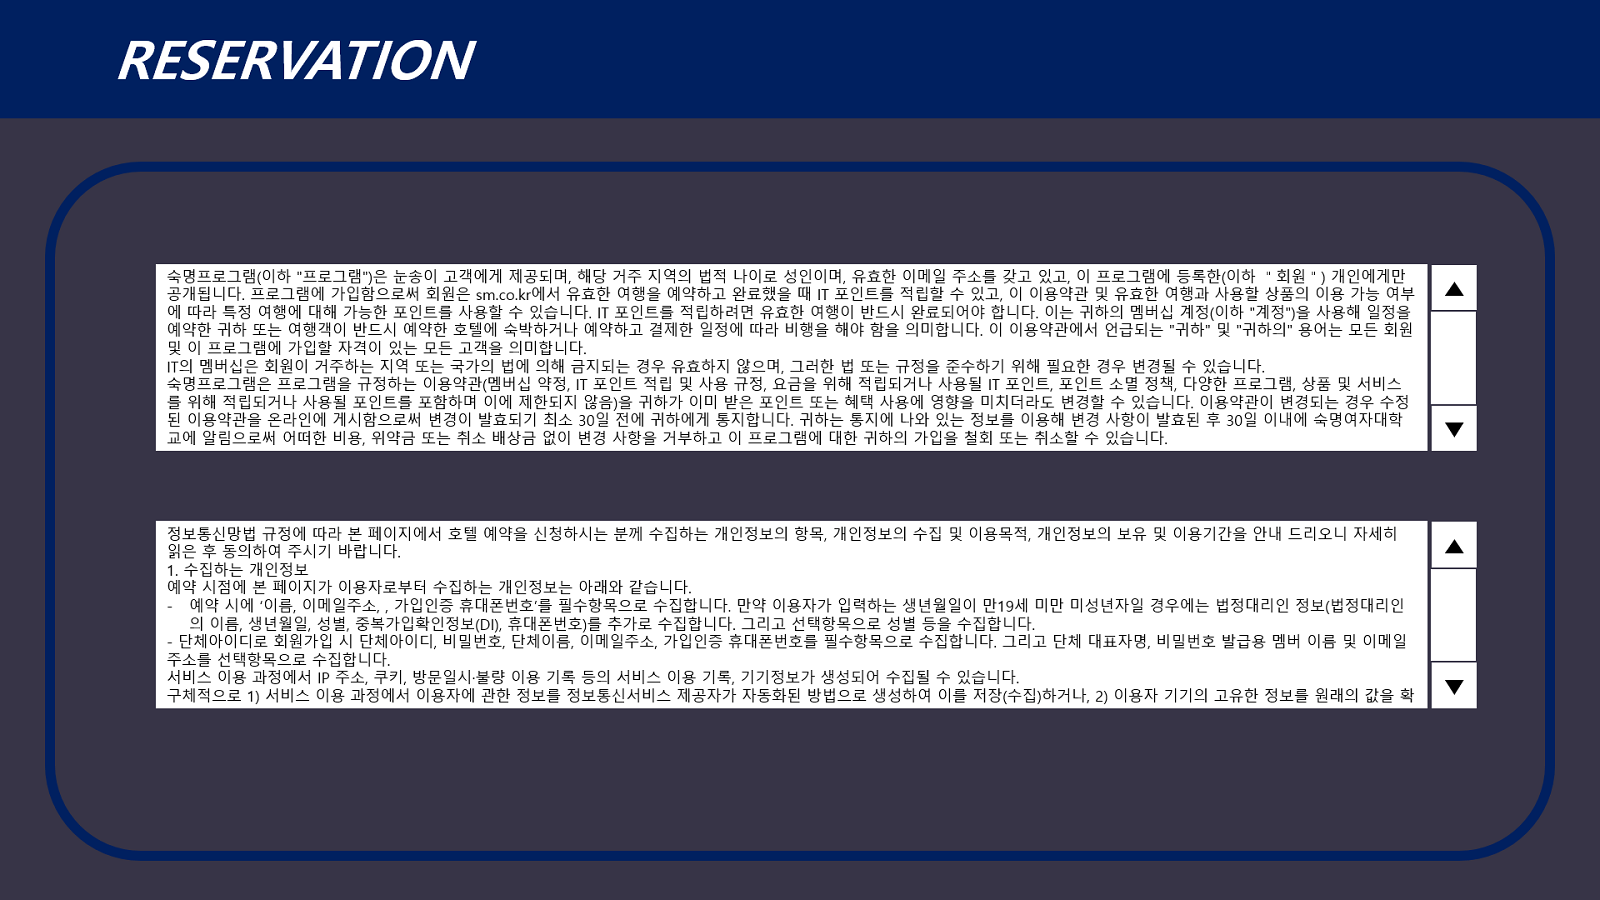 RESERVATION
숙명프로그램(이하 "프로그램")은 눈송이 고객에게 제공되며, 해당 거주 지역의 법적 나이로 성인이며, 유효한 이메일 주소를 갖고 있고, 이 프로그램에 등록한(이하 " 회원 " ) 개인에게만
공개됩니다. 프로그램에 가입함으로써 회원은 sm.co.kr에서 유효한 여행을 예약하고 완료했을 때 IT 포인트를 적립할 수 있고, 이 이용약관 및 유효한 여행과 사용할 상품의 이용 가능 여부
에 따라 특정 여행에 대해 가능한 포인트를 사용할 수 있습니다. IT 포인트를 적립하려면 유효한 여행이 반드시 완료되어야 합니다. 이는 귀하의 멤버십 계정(이하 "계정")을 사용해 일정을
예약한 귀하 또는 여행객이 반드시 예약한 호텔에 숙박하거나 예약하고 결제한 일정에 따라 비행을 해야 함을 의미합니다. 이 이용약관에서 언급되는 "귀하" 및 "귀하의" 용어는 모든 회원
및 이 프로그램에 가입할 자격이 있는 모든 고객을 의미합니다.
IT의 멤버십은 회원이 거주하는 지역 또는 국가의 법에 의해 금지되는 경우 유효하지 않으며, 그러한 법 또는 규정을 준수하기 위해 필요한 경우 변경될 수 있습니다.
숙명프로그램은 프로그램을 규정하는 이용약관(멤버십 약정, IT 포인트 적립 및 사용 규정, 요금을 위해 적립되거나 사용될 IT 포인트, 포인트 소멸 정책, 다양한 프로그램, 상품 및 서비스
를 위해 적립되거나 사용될 포인트를 포함하며 이에 제한되지 않음)을 귀하가 이미 받은 포인트 또는 혜택 사용에 영향을 미치더라도 변경할 수 있습니다. 이용약관이 변경되는 경우 수정
된 이용약관을 온라인에 게시함으로써 변경이 발효되기 최소 30일 전에 귀하에게 통지합니다. 귀하는 통지에 나와 있는 정보를 이용해 변경 사항이 발효된 후 30일 이내에 숙명여자대학
교에 알림으로써 어떠한 비용, 위약금 또는 취소 배상금 없이 변경 사항을 거부하고 이 프로그램에 대한 귀하의 가입을 철회 또는 취소할 수 있습니다.
정보통신망법 규정에 따라 본 페이지에서 호텔 예약을 신청하시는 분께 수집하는 개인정보의 항목, 개인정보의 수집 및 이용목적, 개인정보의 보유 및 이용기간을 안내 드리오니 자세히
읽은 후 동의하여 주시기 바랍니다.
1. 수집하는 개인정보
예약 시점에 본 페이지가 이용자로부터 수집하는 개인정보는 아래와 같습니다.
- 예약 시에 '이름, 이메일주소, , 가입인증 휴대폰번호'를 필수항목으로 수집합니다. 만약 이용자가 입력하는 생년월일이 만19세 미만 미성년자일 경우에는 법정대리인 정보(법정대리인
의 이름, 생년월일, 성별, 중복가입확인정보(DI), 휴대폰번호)를 추가로 수집합니다. 그리고 선택항목으로 성별 등을 수집합니다.
- 단체아이디로 회원가입 시 단체아이디, 비밀번호, 단체이름, 이메일주소, 가입인증 휴대폰번호를 필수항목으로 수집합니다. 그리고 단체 대표자명, 비밀번호 발급용 멤버 이름 및 이메일
주소를 선택항목으로 수집합니다.
서비스 이용 과정에서 IP 주소, 쿠키, 방문일시·불량 이용 기록 등의 서비스 이용 기록, 기기정보가 생성되어 수집될 수 있습니다.
구체적으로 1) 서비스 이용 과정에서 이용자에 관한 정보를 정보통신서비스 제공자가 자동화된 방법으로 생성하여 이를 저장(수집)하거나, 2) 이용자 기기의 고유한 정보를 원래의 값을 확